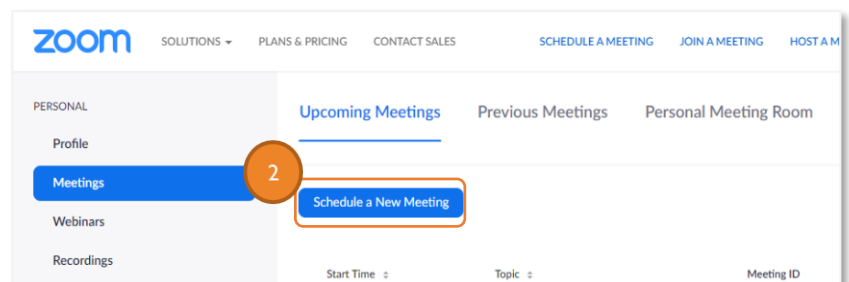 zoom SOLUTIONS PLANS & PRICING CONTACT SALES SCHEDULE A MEETING JOIN A MEETING HOST A M
PERSONAL
Profile
Meetings
Webinars
Recordings
Upcoming Meetings Previous Meetings Personal Meeting Room
2
Schedule a New Meeting
Start Time Topic Meeting ID